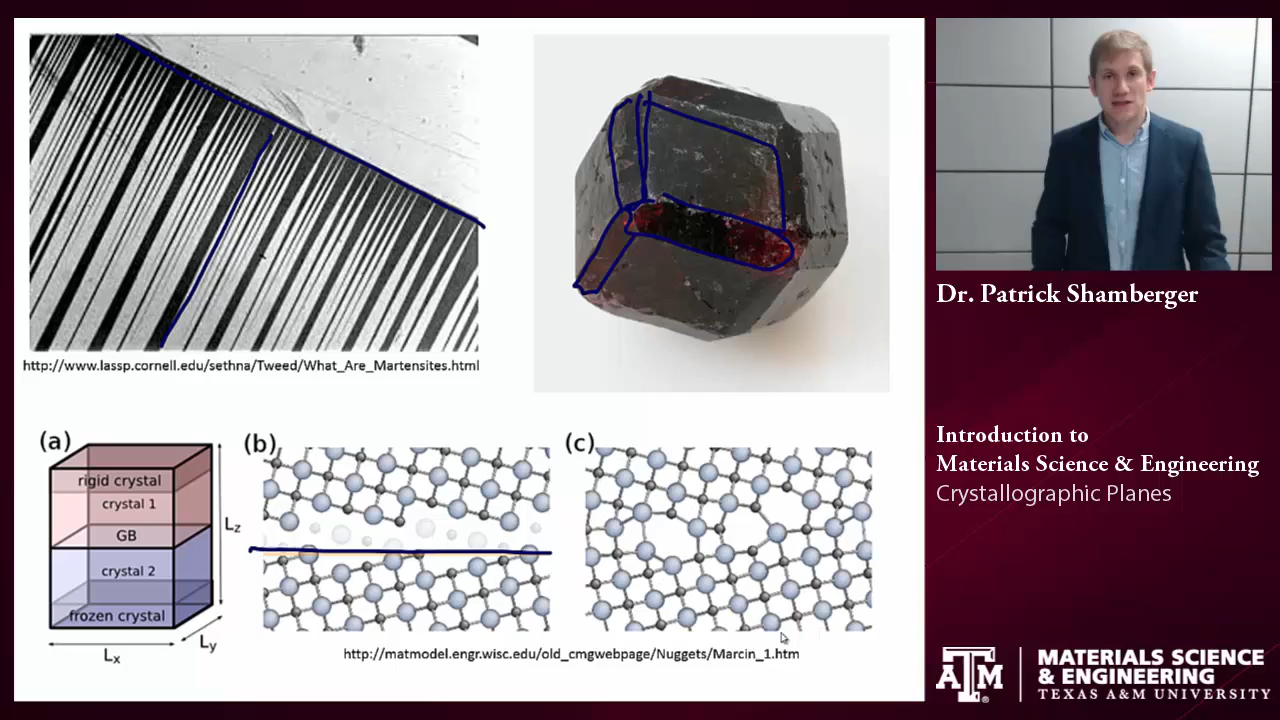 http://www.lassp.cornell.edu/sethna/Tweed/What_Are_Martensites.html
(a)
rigid crystal
crystal 1
GB
crystal 2
frozen crystal
Lz
Ly
Lx
(b)
(c)
http://matmodel.engr.wisc.edu/old_cmgwebpage/Nuggets/Marcin_1.htm
Dr. Patrick Shamberger
Introduction to
Materials Science & Engineering
Crystallographic Planes
ATM
MATERIALS SCIENCE
& ENGINEERING
TEXAS A&M UNIVERSITY